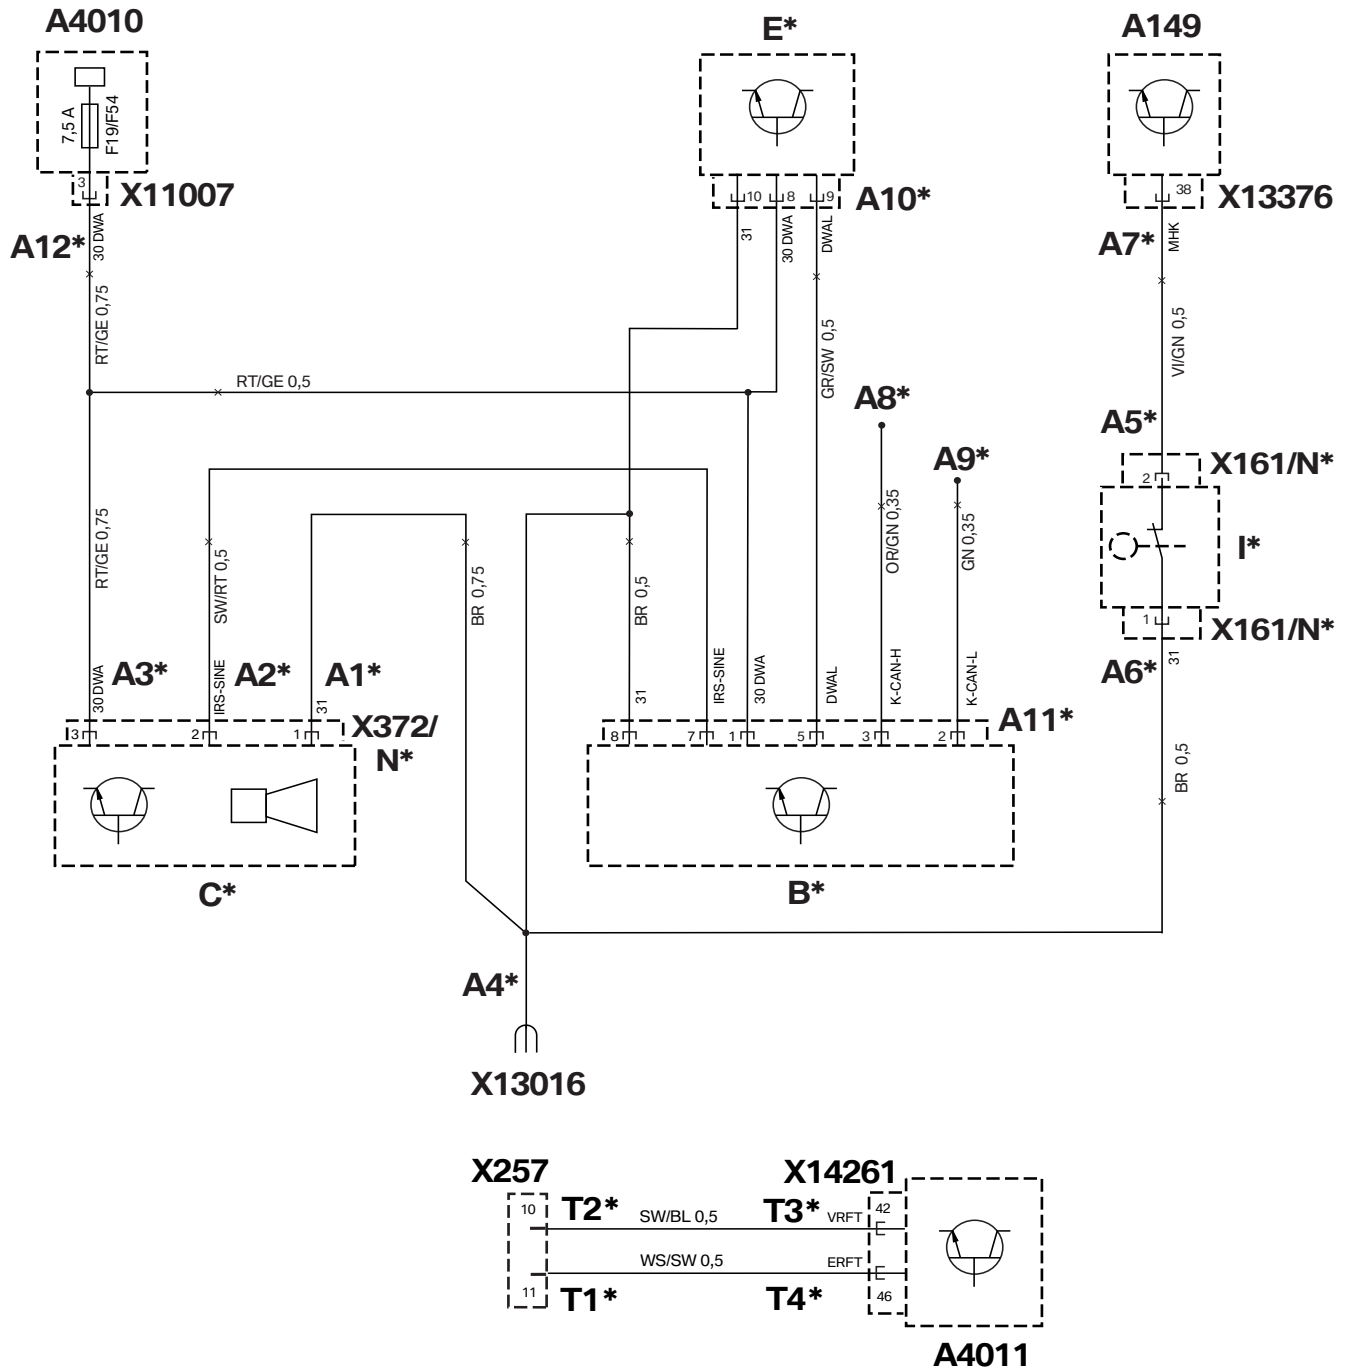 A4010
E*
A149
7,5 A
F19/F54
3
X11007
10
8
9
A10*
38
X13376
A12*
30 DWA
31
30 DWA
DWAL
A7*
MHK
RT/GE 0,75
GR/SW 0,5
VI/GN 0,5
RT/GE 0,5
A8*
A5*
A9*
X161/N*
2
RT/GE 0,75
SW/RT 0,5
BR 0,75
BR 0,5
OR/GN 0,35
GN 0,35
I*
1
X161/N*
A3*
A2*
A1*
A6*
31
30 DWA
IRS-SINE
31
31
IRS-SINE
30 DWA
DWAL
K-CAN-H
K-CAN-L
3
2
1
X372/
N*
8
7
1
5
3
2
A11*
BR 0,5
C*
B*
A4*
X13016
X257
X14261
10
T2*
SW/BL 0,5
T3*
VRFT
42
WS/SW 0,5
ERFT
11
T1*
T4*
46
A4011